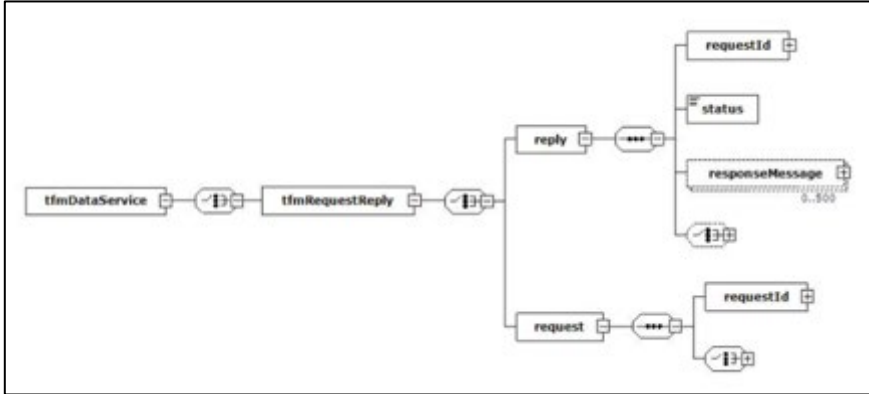 tfmDataService
tfmRequestReply
reply
requestId
status
responseMessage
0..500
request
requestId